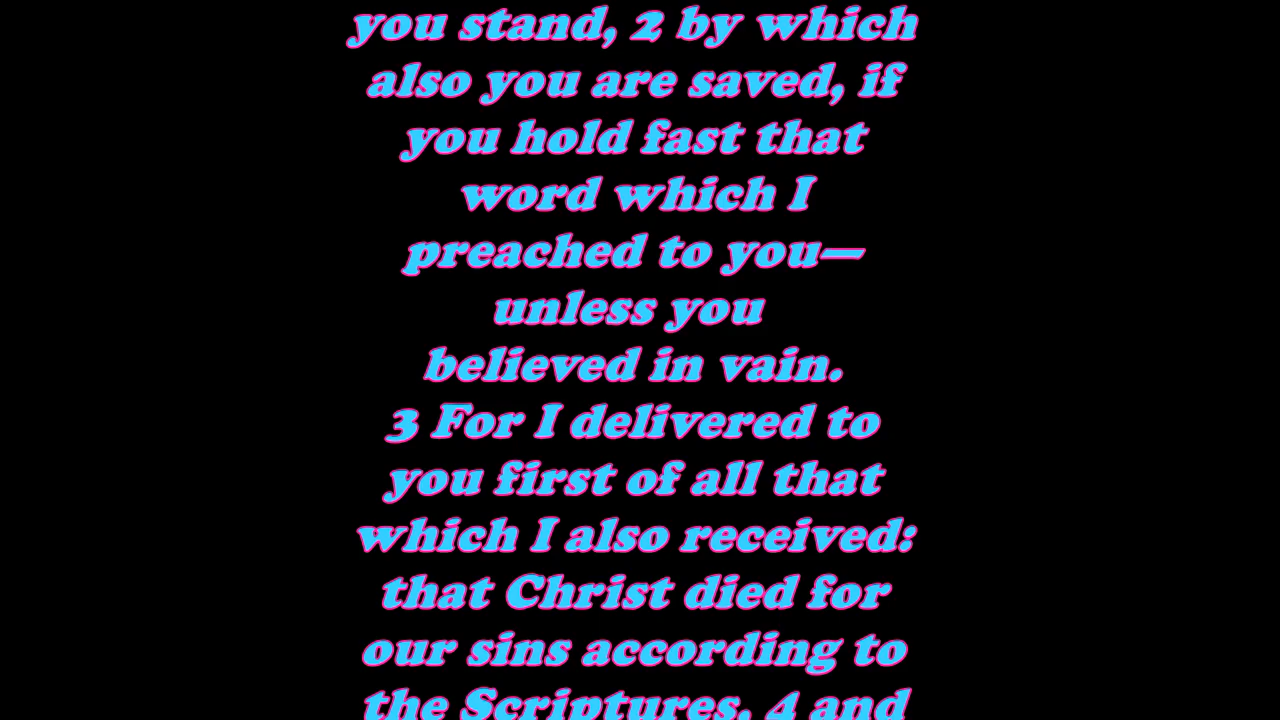 you stand, 2 by which
also you are saved, if
you hold fast that
word which I
preached to you—
unless you
believed in vain.
3 For I delivered to
you first of all that
which I also received:
that Christ died for
our sins according to
the Scriptures, 4 and